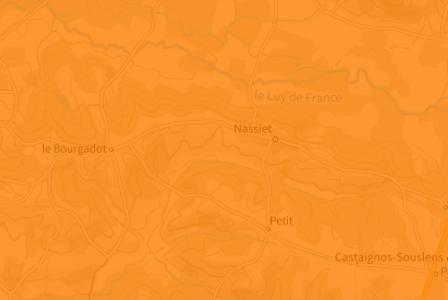 le Luy de France
Nassiet
le Bourgadot
Petit
Castaignos-Souslens